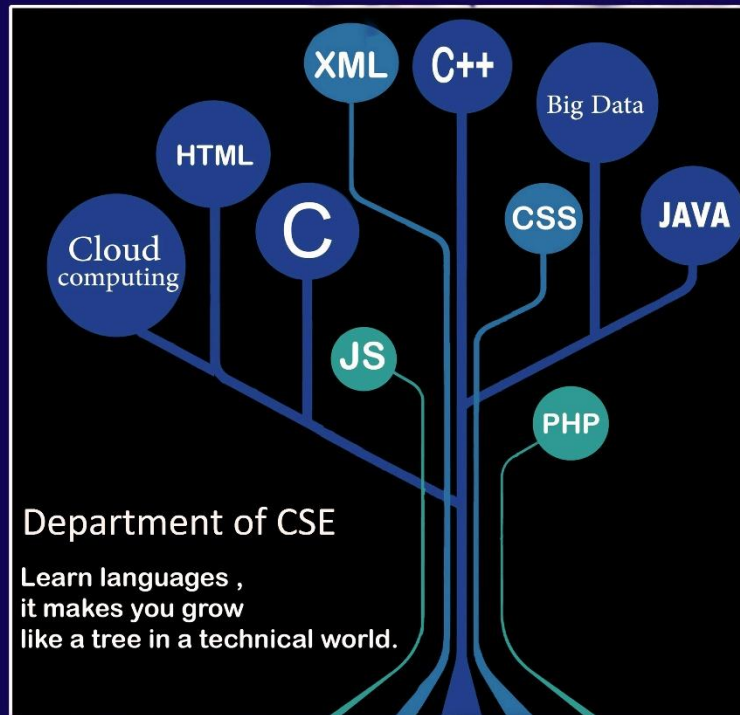 XML
C++
Big Data
HTML
CSS
JAVA
C
Cloud
computing
JS
PHP
Department of CSE
Learn languages ,
it makes you grow
like a tree in a technical world.